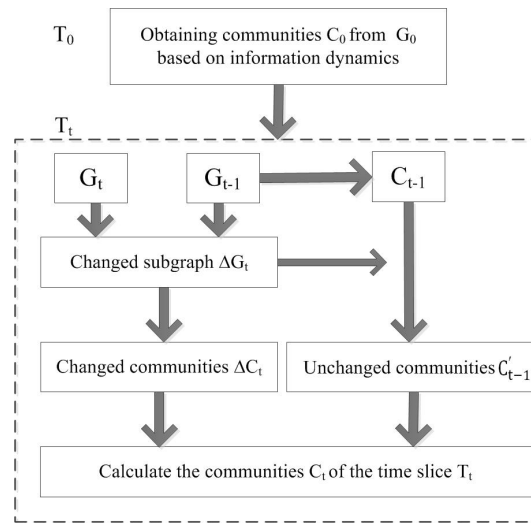 T₀
Obtaining communities C₀ from G₀
based on information dynamics
Tₜ
Gₜ
Gₜ₋₁
Cₜ₋₁
Changed subgraph ΔGₜ
Changed communities ΔCₜ
Unchanged communities C′ₜ₋₁
Calculate the communities Cₜ of the time slice Tₜ